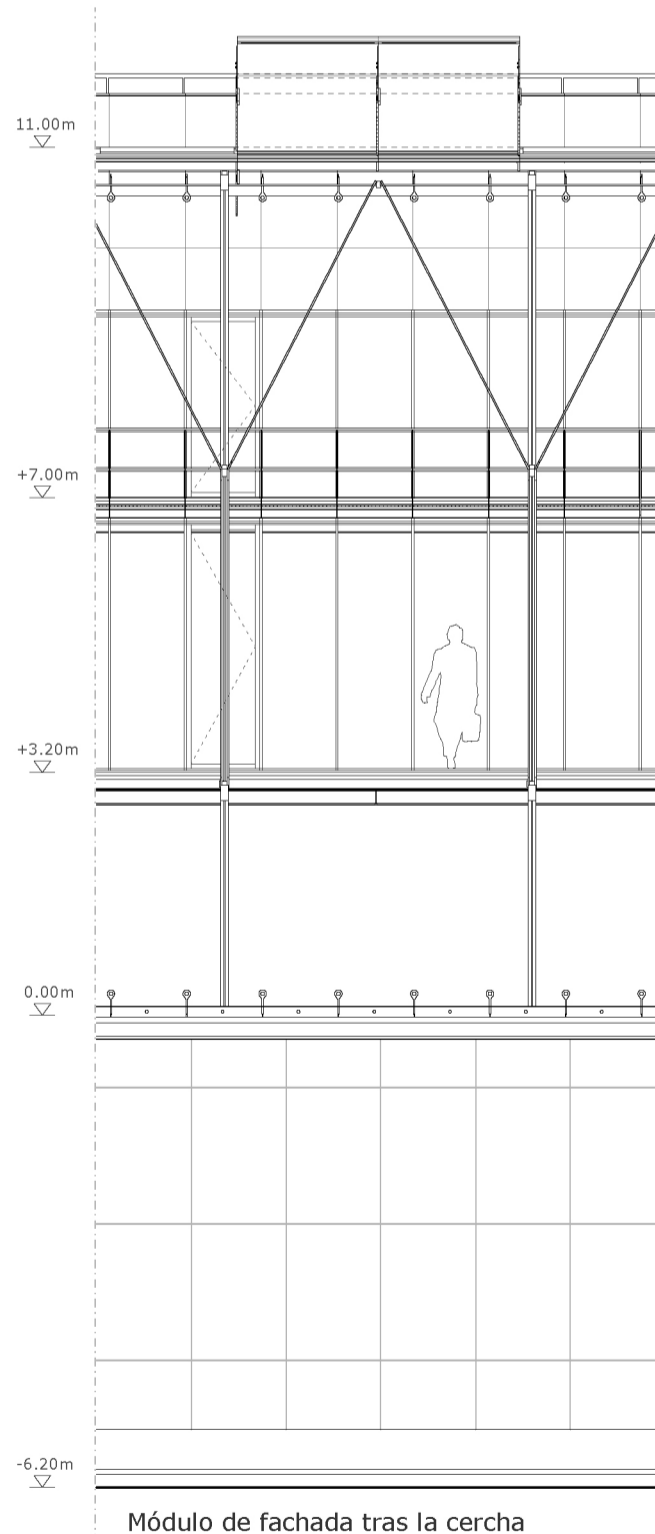 11.00m
+7.00m
+3.20m
0.00m
-6.20m
Módulo de fachada tras la cercha